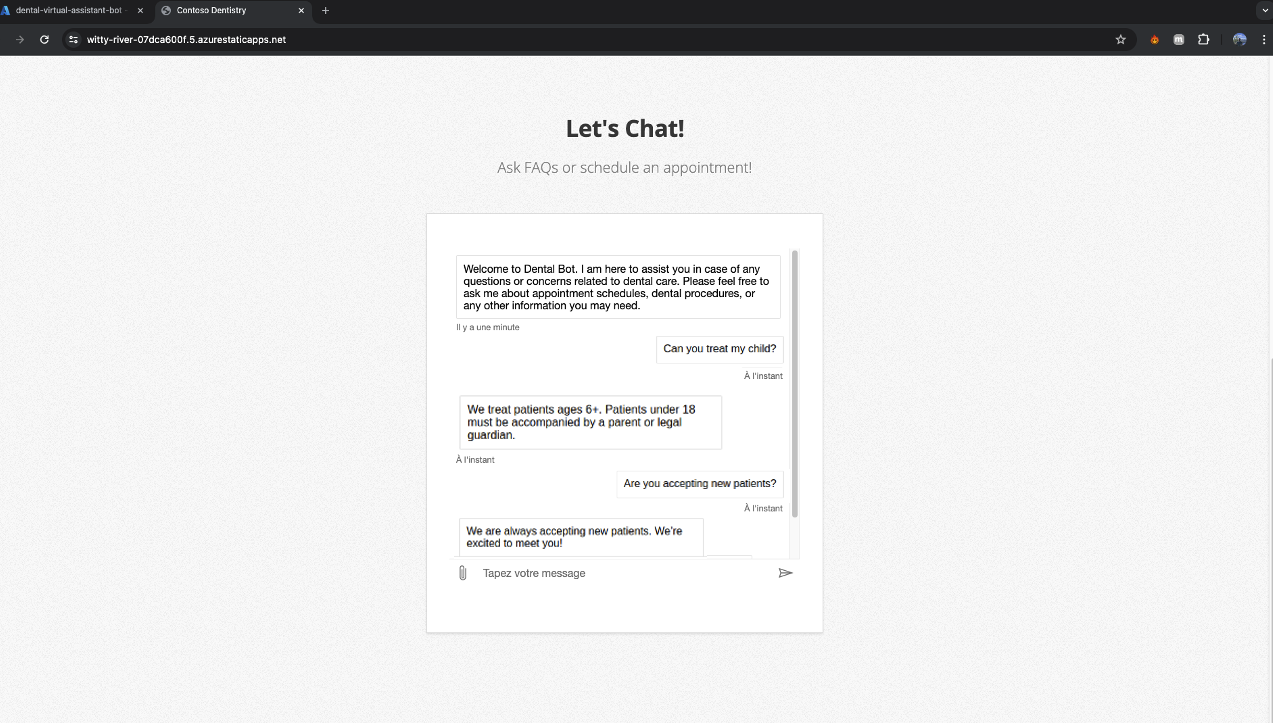 dental-virtual-assistant-bot
Contoso Dentistry
witty-river-07dca600f.5.azurestaticapps.net
Let's Chat!
Ask FAQs or schedule an appointment!
Welcome to Dental Bot. I am here to assist you in case of any
questions or concerns related to dental care. Please feel free to
ask me about appointment schedules, dental procedures, or
any other information you may need.
Il y a une minute
Can you treat my child?
À l'instant
We treat patients ages 6+. Patients under 18
must be accompanied by a parent or legal
guardian.
À l'instant
Are you accepting new patients?
À l'instant
We are always accepting new patients. We're
excited to meet you!
Tapez votre message